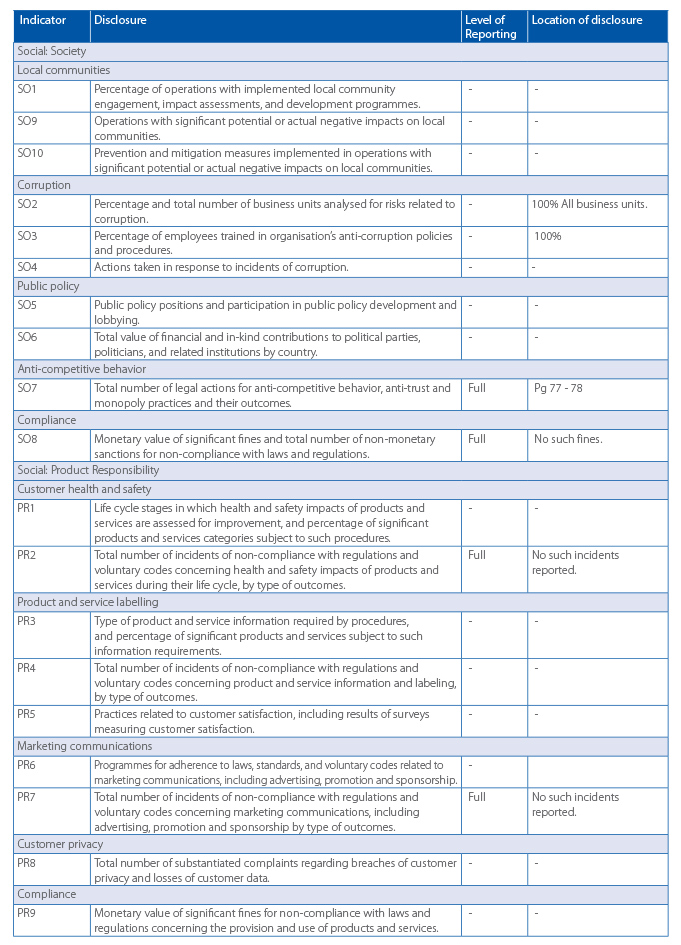 Indicator Disclosure Level of Reporting Location of disclosure
Social: Society
Local communities
SO1 Percentage of operations with implemented local community
engagement, impact assessments, and development programmes. - -
SO9 Operations with significant potential or actual negative impacts on local
communities. - -
SO10 Prevention and mitigation measures implemented in operations with
significant potential or actual negative impacts on local communities. - -
Corruption
SO2 Percentage and total number of business units analysed for risks related to
corruption. - 100% All business units.
SO3 Percentage of employees trained in organisation's anti-corruption policies
and procedures. - 100%
SO4 Actions taken in response to incidents of corruption. - -
Public policy
SO5 Public policy positions and participation in public policy development and
lobbying. - -
SO6 Total value of financial and in-kind contributions to political parties,
politicians, and related institutions by country. - -
Anti-competitive behavior
SO7 Total number of legal actions for anti-competitive behavior, anti-trust and
monopoly practices and their outcomes. Full Pg 77 - 78
Compliance
SO8 Monetary value of significant fines and total number of non-monetary
sanctions for non-compliance with laws and regulations. Full No such fines.
Social: Product Responsibility
Customer health and safety
PR1 Life cycle stages in which health and safety impacts of products and
services are assessed for improvement, and percentage of significant
products and services categories subject to such procedures. - -
PR2 Total number of incidents of non-compliance with regulations and
voluntary codes concerning health and safety impacts of products and
services during their life cycle, by type of outcomes. Full No such incidents
reported.
Product and service labelling
PR3 Type of product and service information required by procedures,
and percentage of significant products and services subject to such
information requirements. - -
PR4 Total number of incidents of non-compliance with regulations and
voluntary codes concerning product and service information and labeling,
by type of outcomes. - -
PR5 Practices related to customer satisfaction, including results of surveys
measuring customer satisfaction. - -
Marketing communications
PR6 Programmes for adherence to laws, standards, and voluntary codes related to
marketing communications, including advertising, promotion and sponsorship. -
PR7 Total number of incidents of non-compliance with regulations and
voluntary codes concerning marketing communications, including
advertising, promotion and sponsorship by type of outcomes. Full No such incidents
reported.
Customer privacy
PR8 Total number of substantiated complaints regarding breaches of customer
privacy and losses of customer data. - -
Compliance
PR9 Monetary value of significant fines for non-compliance with laws and
regulations concerning the provision and use of products and services. - -